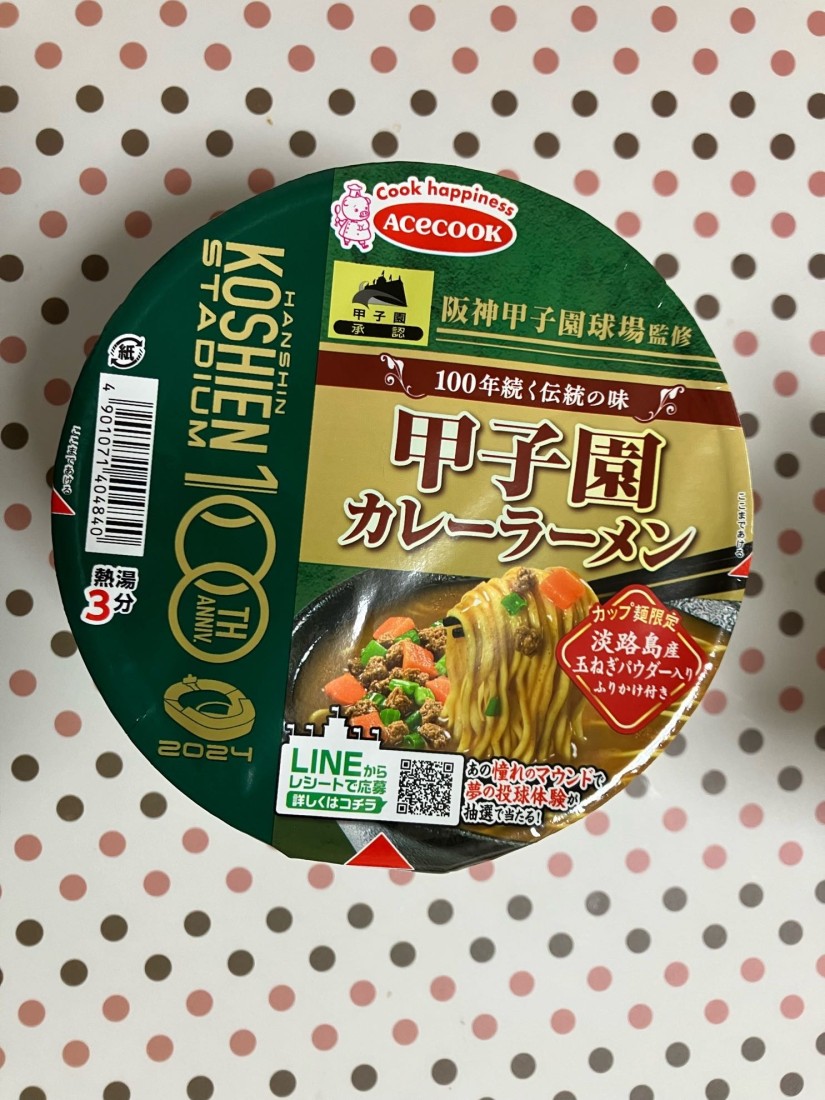 Cook happiness
Acecook
甲子園
承認
阪神甲子園球場監修
100年続く伝統の味
甲子園
カレーラーメン
カップ麺限定
淡路島産
玉ねぎパウダー入り
ふりかけ付き
HANSHIN
KOSHIEN
STADIUM
100TH
ANNIV.
2024
紙
4 901071 404840
熱湯
3分
LINEから
レシートで応募
詳しくはコチラ
あの憧れのマウンドで
夢の投球体験が
抽選で当たる!